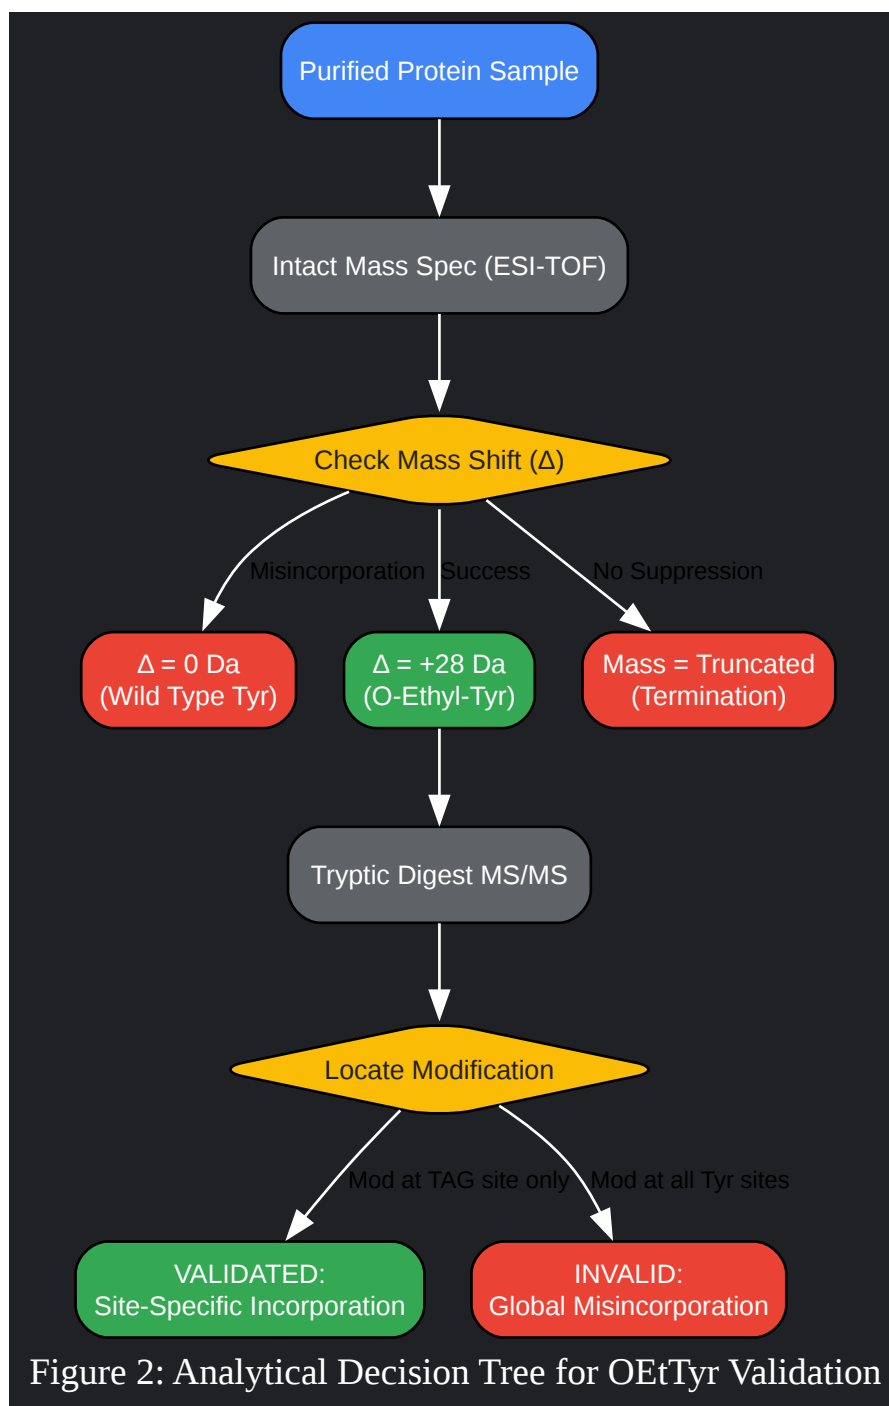 Purified Protein Sample
Intact Mass Spec (ESI-TOF)
Check Mass Shift (Δ)
Misincorporation
Success
No Suppression
Δ = 0 Da
(Wild Type Tyr)
Δ = +28 Da
(O-Ethyl-Tyr)
Mass = Truncated
(Termination)
Tryptic Digest MS/MS
Locate Modification
Mod at TAG site only
Mod at all Tyr sites
VALIDATED:
Site-Specific Incorporation
INVALID:
Global Misincorporation
Figure 2: Analytical Decision Tree for OEtTyr Validation